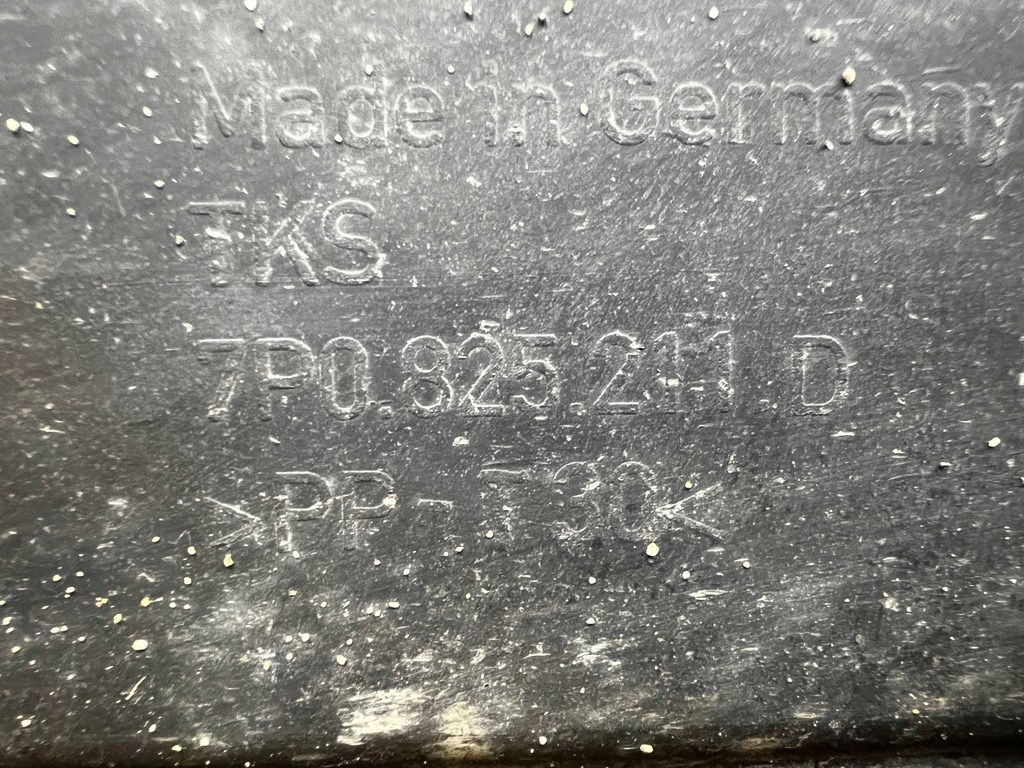 Made in Germany
TKS
7P0.825.211.D
>PP-T30<